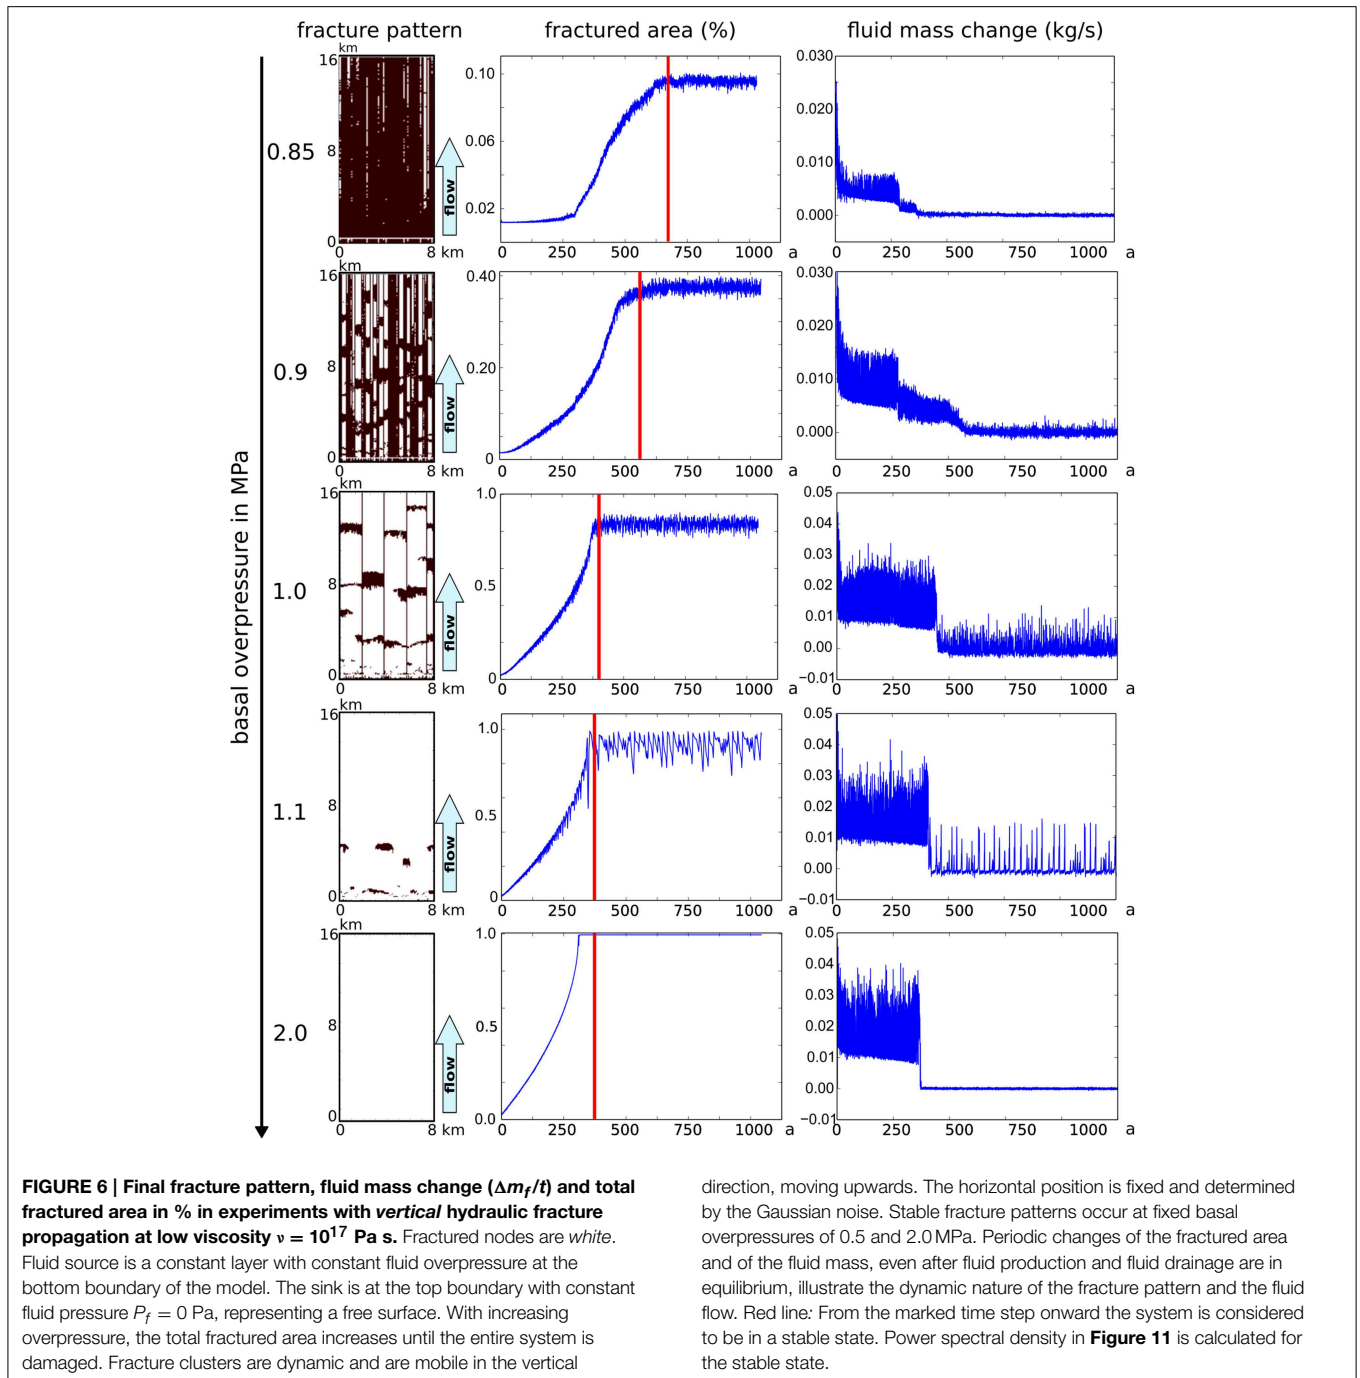 fracture pattern fractured area (%) fluid mass change (kg/s)
basal overpressure in MPa
0.85
km
16
8
0
0 8 km
flow
0.10
0.06
0.02
0 250 500 750 1000 a
0.030
0.010
0.000
0 250 500 750 1000 a
0.9
km
16
8
0
0 8 km
flow
0.40
0.20
0
0 250 500 750 1000 a
0.030
0.010
0.000
0 250 500 750 1000 a
1.0
16
8
0
0 8 km
flow
1.0
0.5
0
0 250 500 750 1000 a
0.05
0.04
0.03
0.02
0.01
0.00
−0.01
0 250 500 750 1000 a
1.1
km
16
8
0
0 8 km
flow
1.0
0.5
0
0 250 500 750 1000 a
0.05
0.04
0.03
0.02
0.01
0.00
−0.01
0 250 500 750 1000 a
2.0
km
16
8
0
0 8 km
flow
1.0
0.5
0.0
0 250 500 750 1000 a
0.05
0.04
0.03
0.02
0.01
0.00
−0.01
0 250 500 750 1000 a
FIGURE 6 | Final fracture pattern, fluid mass change (Δm_f/t) and total
fractured area in % in experiments with vertical hydraulic fracture
propagation at low viscosity ν = 10^17 Pa s. Fractured nodes are white.
Fluid source is a constant layer with constant fluid overpressure at the
bottom boundary of the model. The sink is at the top boundary with constant
fluid pressure P_f = 0 Pa, representing a free surface. With increasing
overpressure, the total fractured area increases until the entire system is
damaged. Fracture clusters are dynamic and are mobile in the vertical
direction, moving upwards. The horizontal position is fixed and determined
by the Gaussian noise. Stable fracture patterns occur at fixed basal
overpressures of 0.5 and 2.0 MPa. Periodic changes of the fractured area
and of the fluid mass, even after fluid production and fluid drainage are in
equilibrium, illustrate the dynamic nature of the fracture pattern and the fluid
flow. Red line: From the marked time step onward the system is considered
to be in a stable state. Power spectral density in Figure 11 is calculated for
the stable state.